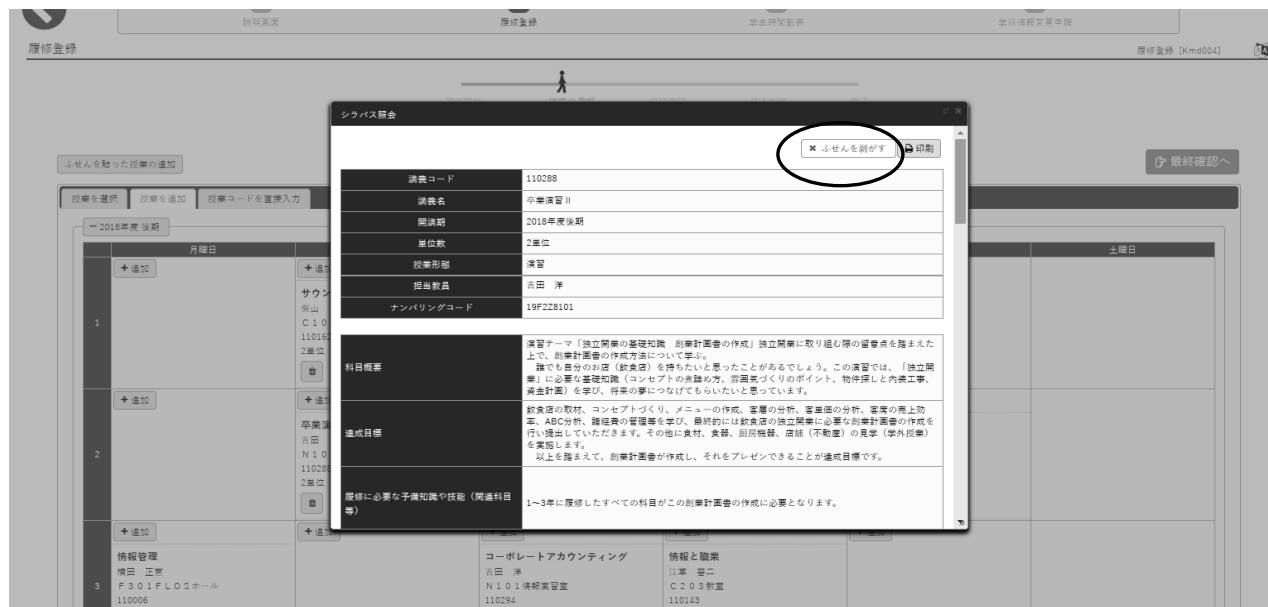 説明画面
履修登録
学生時間割表
学籍情報変更申請
履修登録
履修登録 [Kmd004]
シラバス照会
ふせんを貼った授業の追加
最終確認へ
ふせんを剥がす
印刷
授業を選択
授業を追加
授業コードを直接入力
2018年度 後期
月曜日
土曜日
講義コード
110288
講義名
卒業演習Ⅱ
開講期
2018年度後期
単位数
2単位
授業形態
演習
担当教員
古田 洋
ナンバリングコード
19F2Z8101
科目概要
演習テーマ「独立開業の基礎知識 創業計画書の作成」独立開業に取り組む際の留意点を踏まえた
上で、創業計画書の作成方法について学ぶ。
誰でも自分のお店(飲食店)を持ちたいと思ったことがあるでしょう。この演習では、「独立開
業」に必要な基礎知識(コンセプトの煮詰め方、雰囲気づくりのポイント、物件探しと内装工事、
資金計画)を学び、将来の夢につなげてもらいたいと思っています。
達成目標
飲食店の取材、コンセプトづくり、メニューの作成、客層の分析、客単価の分析、客席の売上効
率、ABC分析、諸経費の管理等を学び、最終的には飲食店の独立開業に必要な創業計画書の作成を
行い提出していただきます。その他に食材、食器、厨房機器、店舗(不動産)の見学(学外授業)
を実施します。
以上を踏まえて、創業計画書が作成し、それをプレゼンできることが達成目標です。
履修に必要な予備知識や技能(関連科目
等)
1~3年に履修したすべての科目がこの創業計画書の作成に必要となります。
1
追加
追加
サウン
柴山
C10
11016
2単位
2
追加
追加
卒業演
古田
N10
110288
2単位
3
追加
情報管理
横田 正恵
F301FLOSホール
110006
追加
コーポレートアカウンティング
古田 洋
N101情報実習室
110294
情報と職業
C203教室
110143